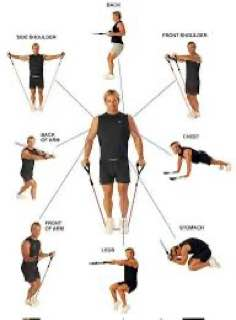 BACK
SIDE SHOULDER
FRONT SHOULDER
BACK
OF ARM
CHEST
FRONT
OF ARM
LEGS
STOMACH